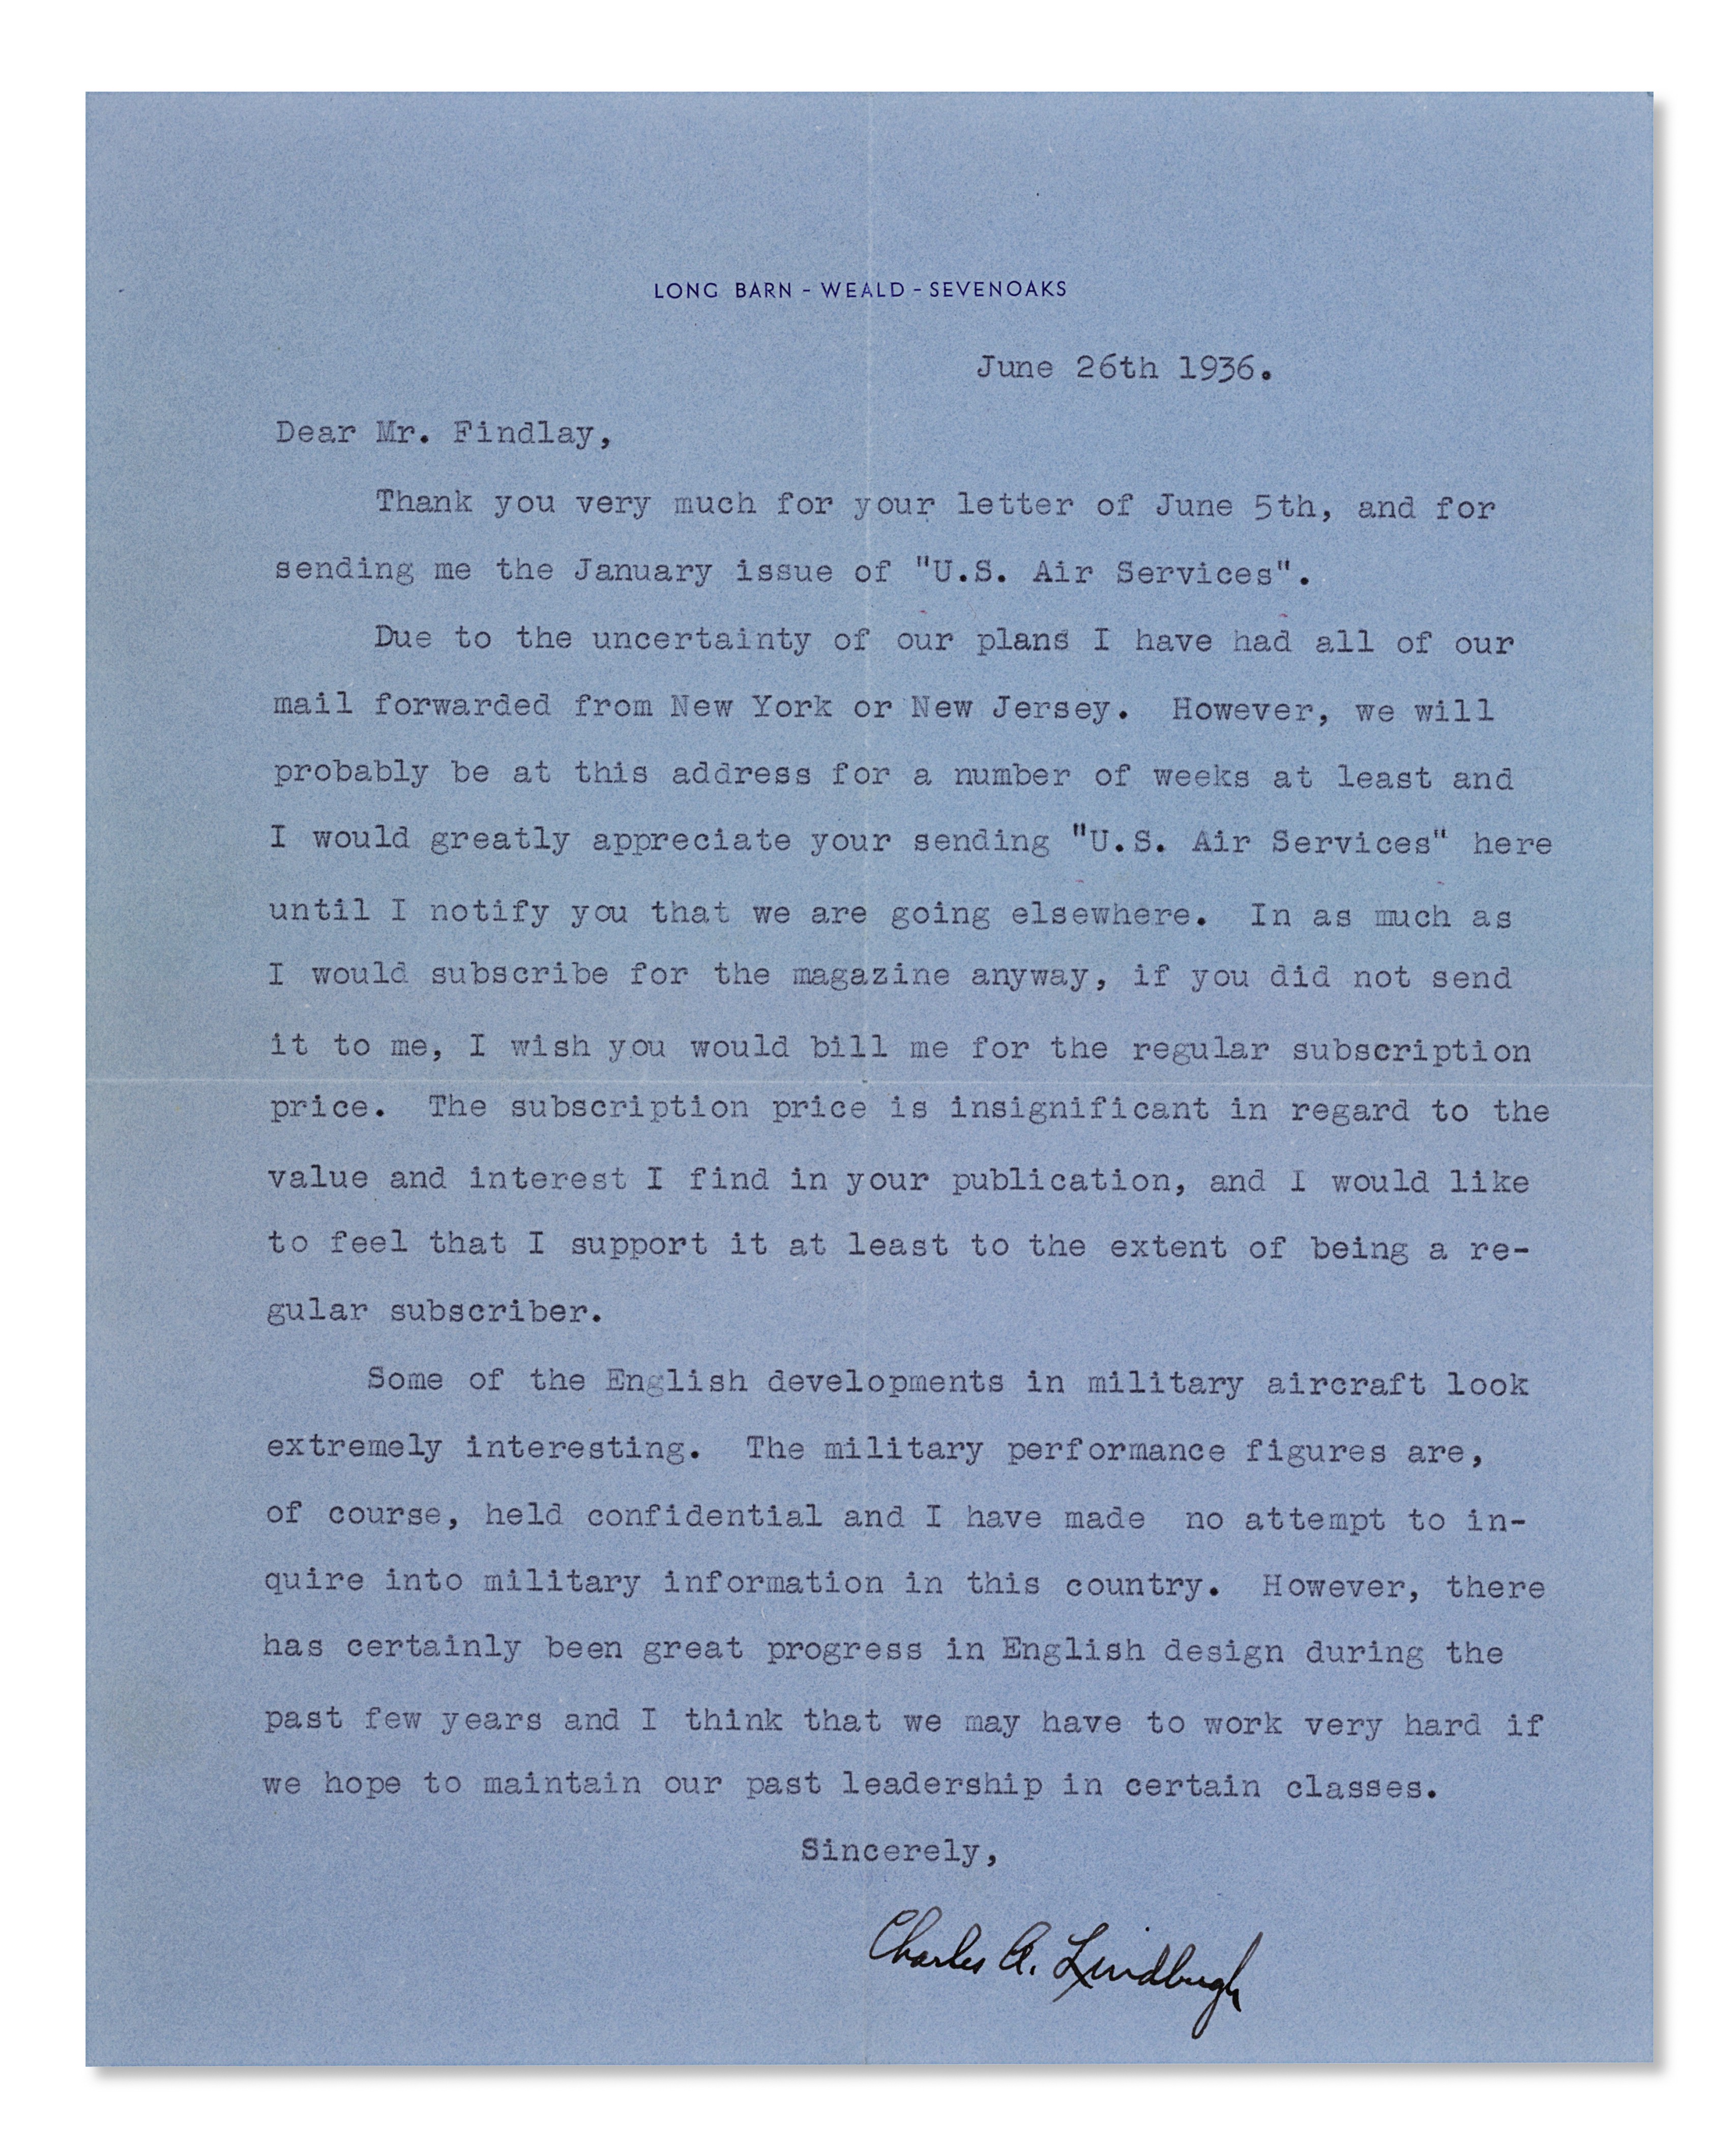 LONG BARN - WEALD - SEVENOAKS
June 26th 1936.
Dear Mr. Findlay,
Thank you very much for your letter of June 5th, and for
sending me the January issue of "U.S. Air Services".
Due to the uncertainty of our plans I have had all of our
mail forwarded from New York or New Jersey. However, we will
probably be at this address for a number of weeks at least and
I would greatly appreciate your sending "U.S. Air Services" here
until I notify you that we are going elsewhere. In as much as
I would subscribe for the magazine anyway, if you did not send
it to me, I wish you would bill me for the regular subscription
price. The subscription price is insignificant in regard to the
value and interest I find in your publication, and I would like
to feel that I support it at least to the extent of being a re-
gular subscriber.
Some of the English developments in military aircraft look
extremely interesting. The military performance figures are,
of course, held confidential and I have made no attempt to in-
quire into military information in this country. However, there
has certainly been great progress in English design during the
past few years and I think that we may have to work very hard if
we hope to maintain our past leadership in certain classes.
Sincerely,
Charles A. Lindbergh